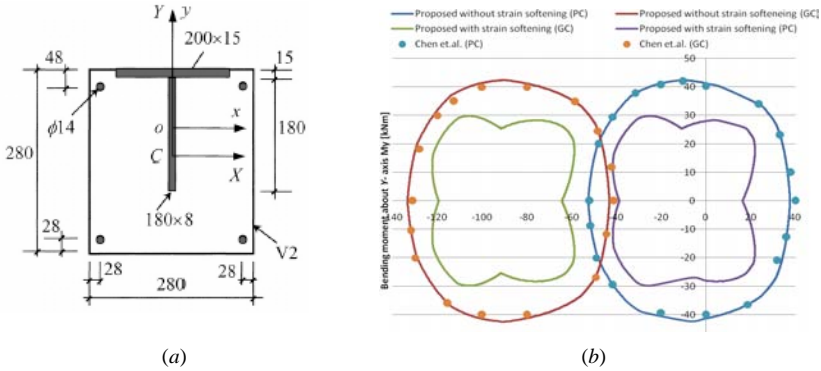 Y
y
200×15
48
15
ϕ14
o
x
180
280
C
X
180×8
28
V2
28
28
280
(a)
Proposed without strain softening (PC)
Proposed without strain softeneing (GC)
Proposed with strain sjftening (GC)
Proposed with strain sjftening (PC)
Chen et.al. (PC)
Chen et.al. (GC)
Bending moment about Y- axis My [kNm]
50
40
30
20
10
0
-10
-20
-30
-40
-50
-140
-120
-100
-80
-60
-40
-20
0
20
40
(b)